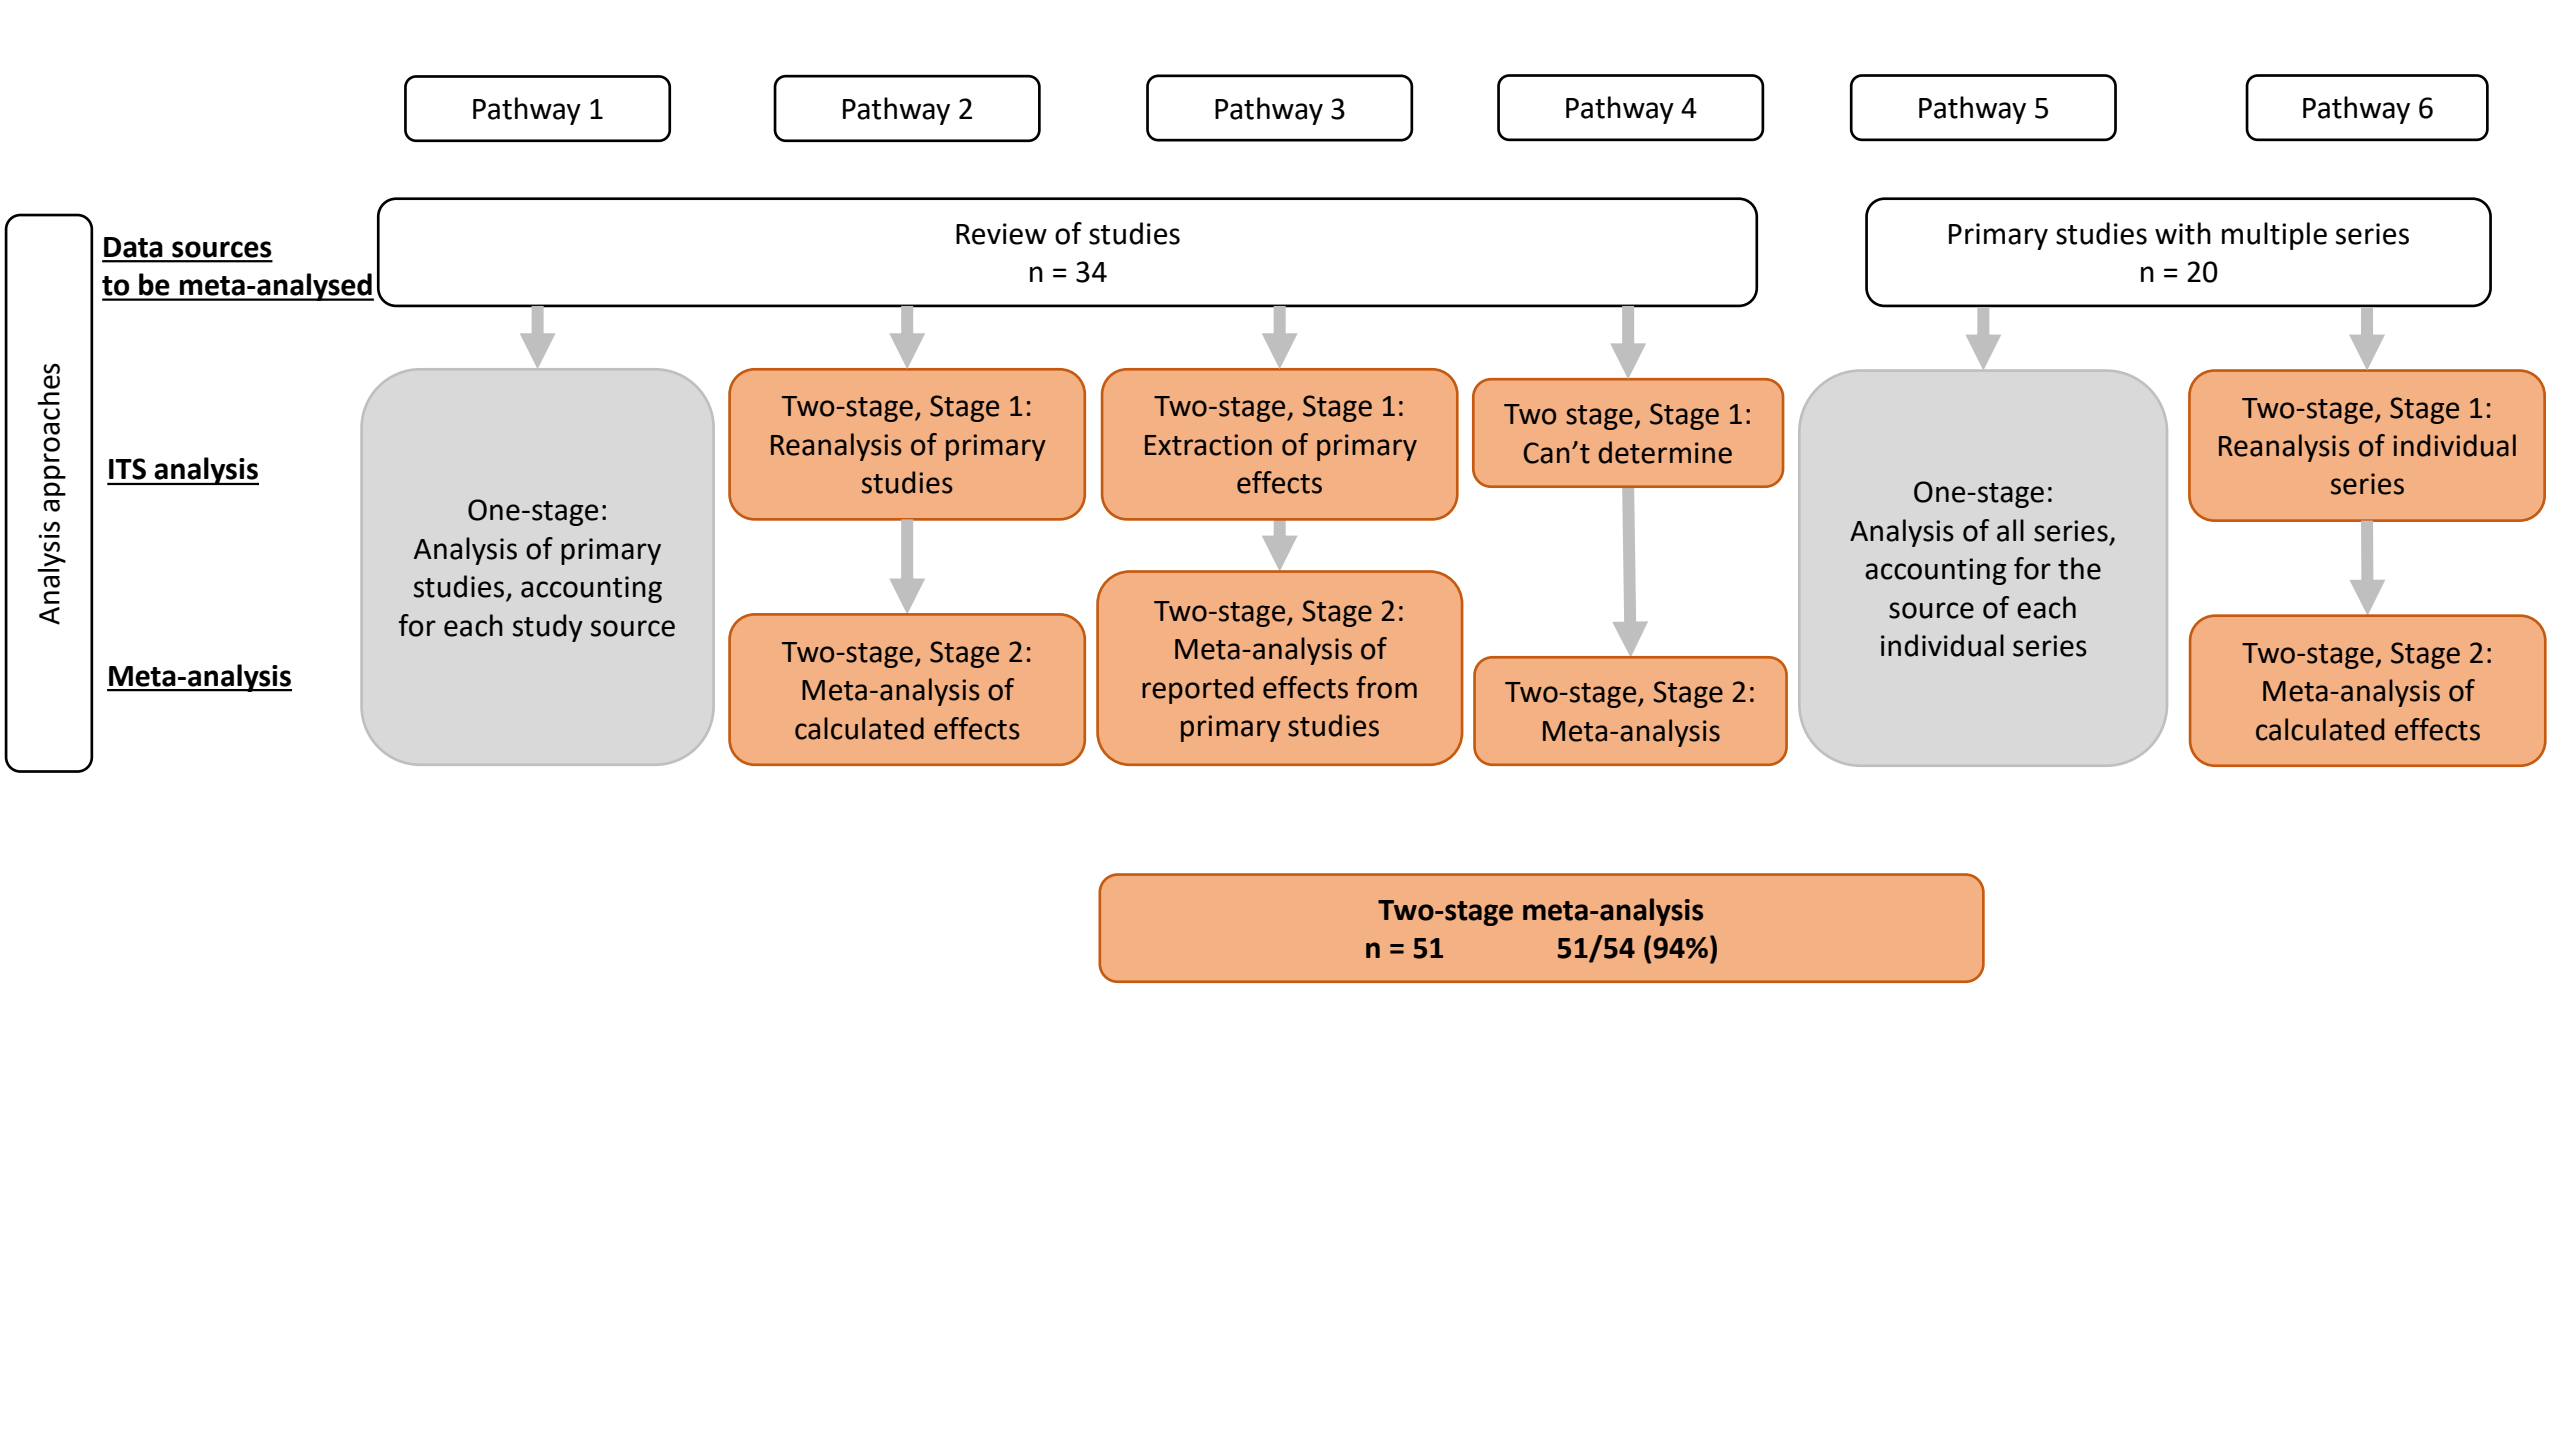 Pathway 1
Pathway 2
Pathway 3
Pathway 4
Pathway 5
Pathway 6
Analysis approaches
Data sources
to be meta-analysed
Review of studies
n = 34
Primary studies with multiple series
n = 20
ITS analysis
Meta-analysis
One-stage:
Analysis of primary
studies, accounting
for each study source
Two-stage, Stage 1:
Reanalysis of primary
studies
Two-stage, Stage 2:
Meta-analysis of
calculated effects
Two-stage, Stage 1:
Extraction of primary
effects
Two-stage, Stage 2:
Meta-analysis of
reported effects from
primary studies
Two stage, Stage 1:
Can’t determine
Two-stage, Stage 2:
Meta-analysis
One-stage:
Analysis of all series,
accounting for the
source of each
individual series
Two-stage, Stage 1:
Reanalysis of individual
series
Two-stage, Stage 2:
Meta-analysis of
calculated effects
Two-stage meta-analysis
n = 51 51/54 (94%)